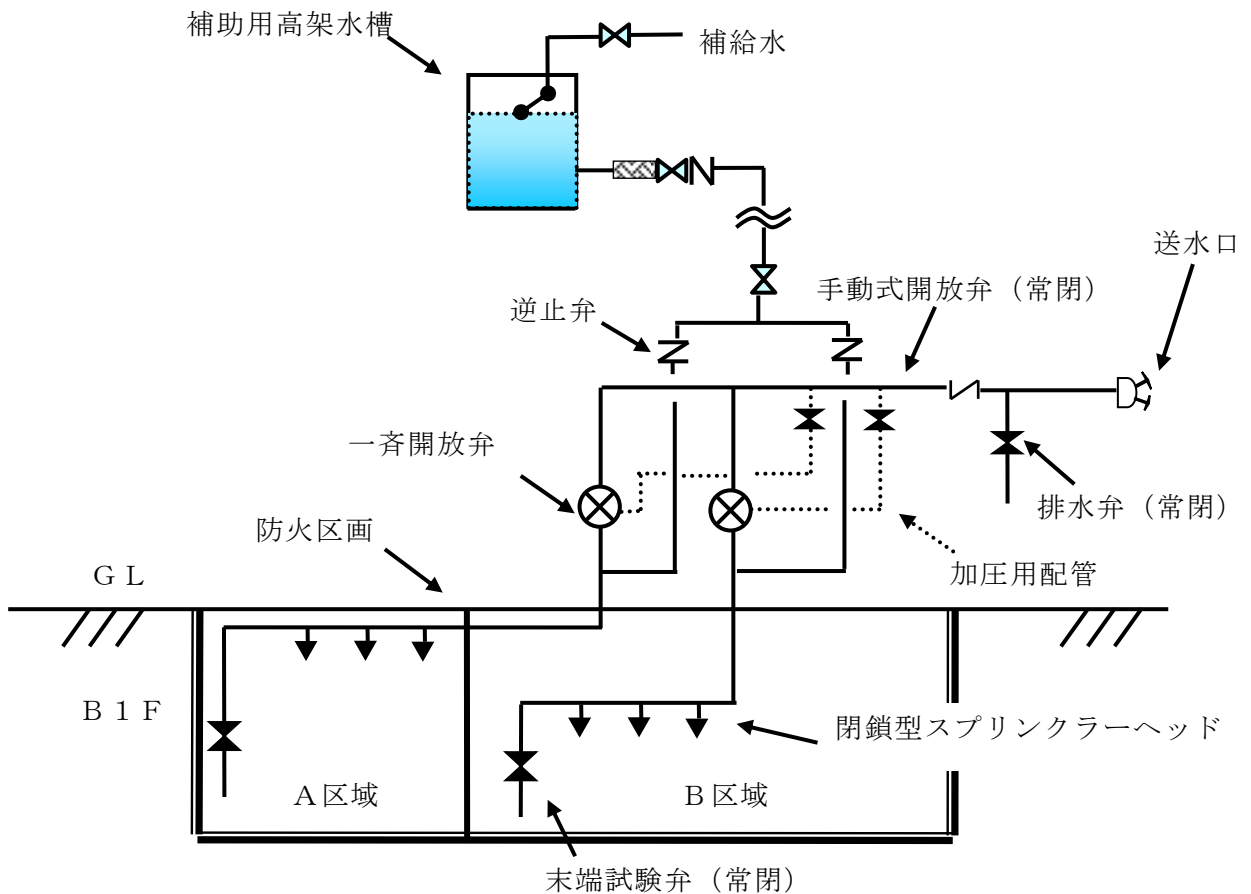 補助用高架水槽
補給水
送水口
手動式開放弁（常閉）
逆止弁
一斉開放弁
排水弁（常閉）
防火区画
加圧用配管
ＧＬ
Ｂ１Ｆ
閉鎖型スプリンクラーヘッド
Ａ区域
Ｂ区域
末端試験弁（常閉）